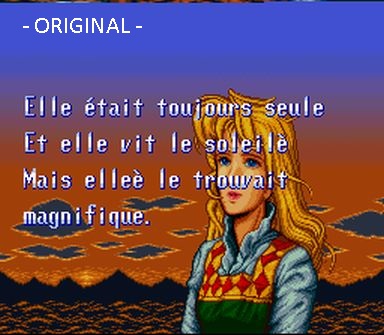 - ORIGINAL -
Elle était toujours seule
Et elle vit le soleilè
Mais elleè le trouvait
magnifique.